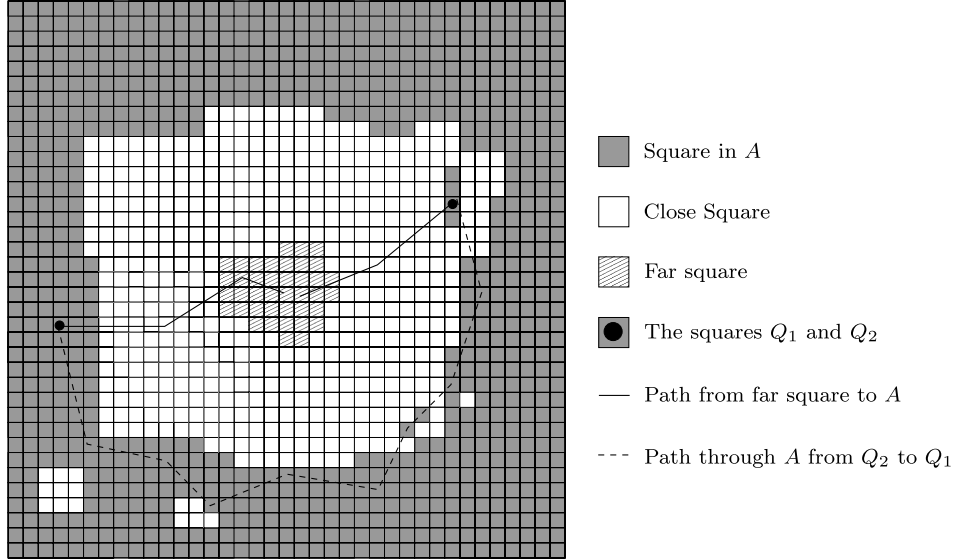 Square in A
Close Square
Far square
The squares Q₁ and Q₂
Path from far square to A
Path through A from Q₂ to Q₁